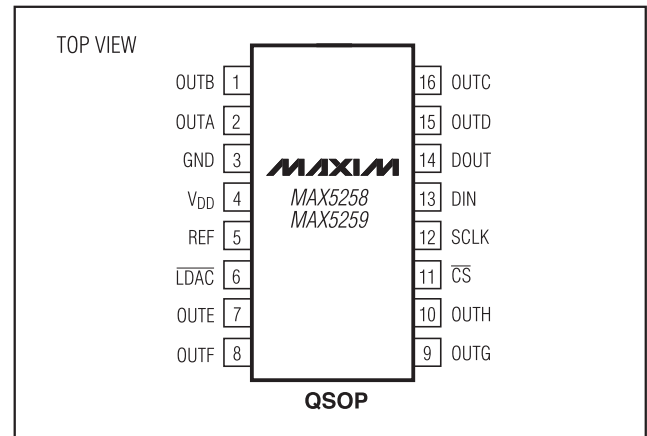 TOP VIEW
OUTB 1
OUTA 2
GND 3
VDD 4
REF 5
LDAC 6
OUTE 7
OUTF 8
MAXIM
MAX5258
MAX5259
16 OUTC
15 OUTD
14 DOUT
13 DIN
12 SCLK
11 CS
10 OUTH
9 OUTG
QSOP